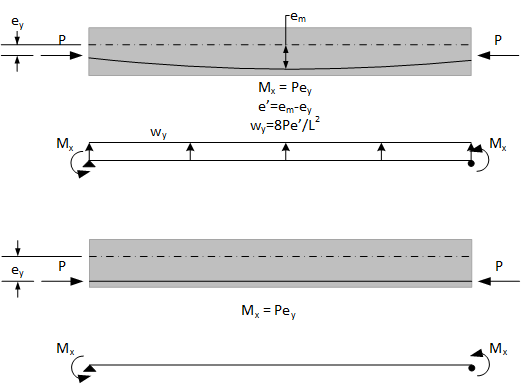 e_y
e_m
P
P
M_x = Pe_y
e'=e_m-e_y
w_y=8Pe'/L^2
M_x
w_y
M_x
e_y
P
P
M_x = Pe_y
M_x
M_x